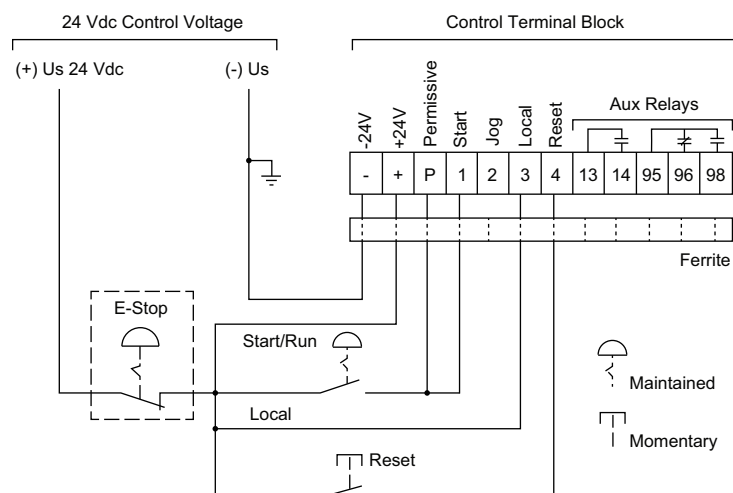 24 Vdc Control Voltage
Control Terminal Block
(+) Us 24 Vdc
(-) Us
-24V
+24V
Permissive
Start
Jog
Local
Reset
Aux Relays
- + P 1 2 3 4 13 14 95 96 98
Ferrite
E-Stop
Start/Run
Maintained
Local
Momentary
Reset